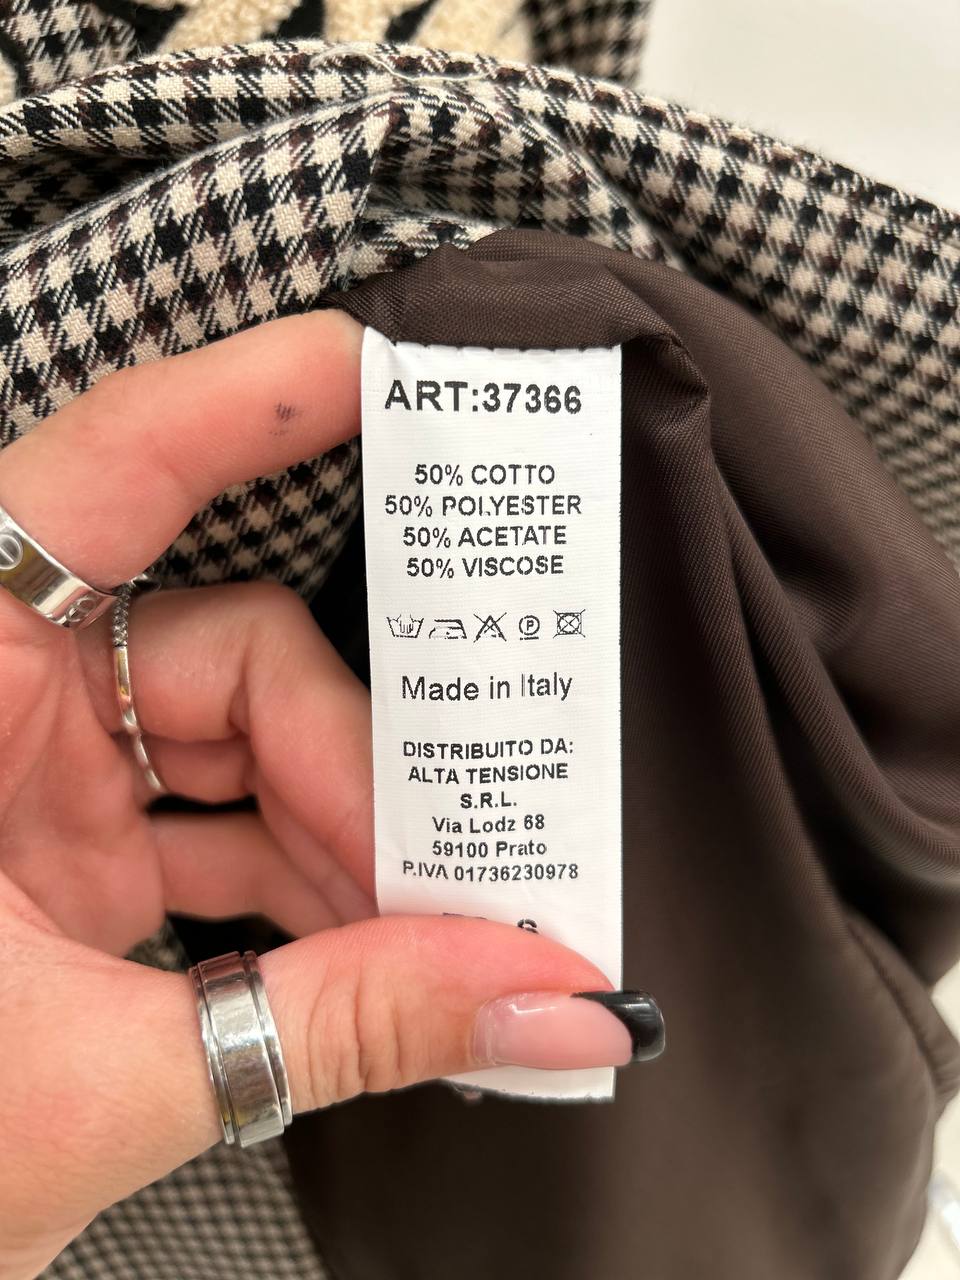 ART:37366
50% COTTO
50% POLYESTER
50% ACETATE
50% VISCOSE
P
Made in Italy
DISTRIBUITO DA:
ALTA TENSIONE
S.R.L.
Via Lodz 68
59100 Prato
P.IVA 01736230978